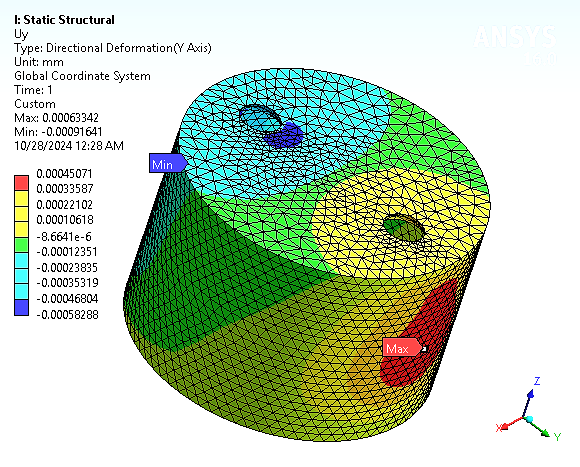 I: Static Structural
Uy
Type: Directional Deformation(Y Axis)
Unit: mm
Global Coordinate System
Time: 1
Custom
Max: 0.00063342
Min: -0.00091641
10/28/2024 12:28 AM
ANSYS
0.00045071
0.00033587
0.00022102
0.00010618
-8.6641e-6
-0.00012351
-0.00023835
-0.00035319
-0.00046804
-0.00058288
Min
Max
Z
X
Y